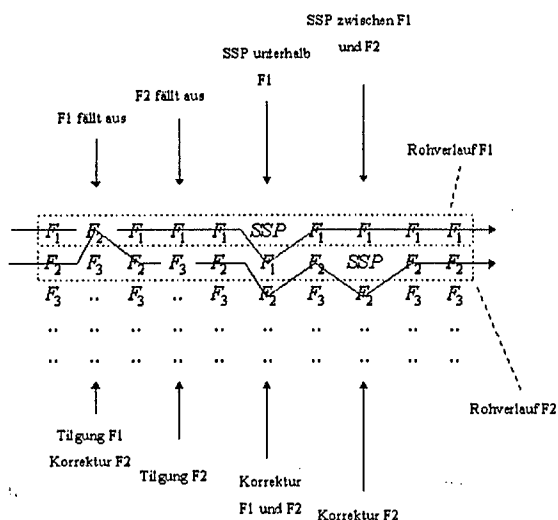 SSP zwischen F1
und F2
SSP unterhalb
F1
F2 fällt aus
F1 fällt aus
Rohverlauf F1
F1 F2 F1 F1 F1 SSP F1 F1 F1 F1
F2 F3 F2 F3 F2 F1 F2 SSP F2 F2
F3 .. F3 .. F3 F2 F3 F2 F3 F3
.. .. .. .. .. .. .. .. .. ..
.. .. .. .. .. .. .. .. .. ..
Rohverlauf F2
Tilgung F1
Korrektur F2
Tilgung F2
Korrektur
F1 und F2
Korrektur F2